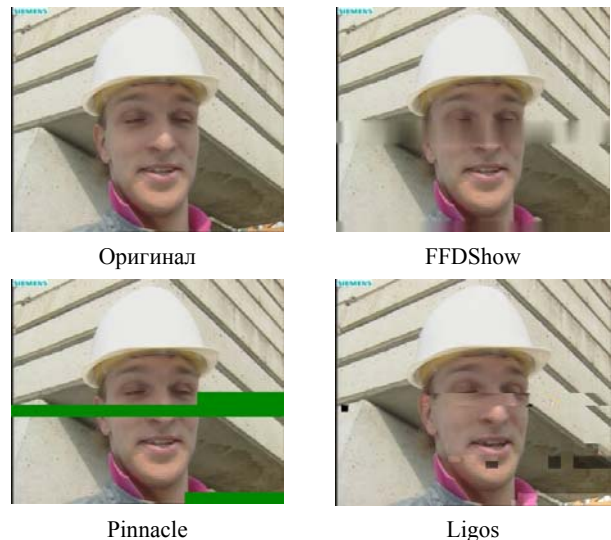 SIEMENS
SIEMENS
Оригинал
FFDShow
SIEMENS
SIEMENS
Pinnacle
Ligos